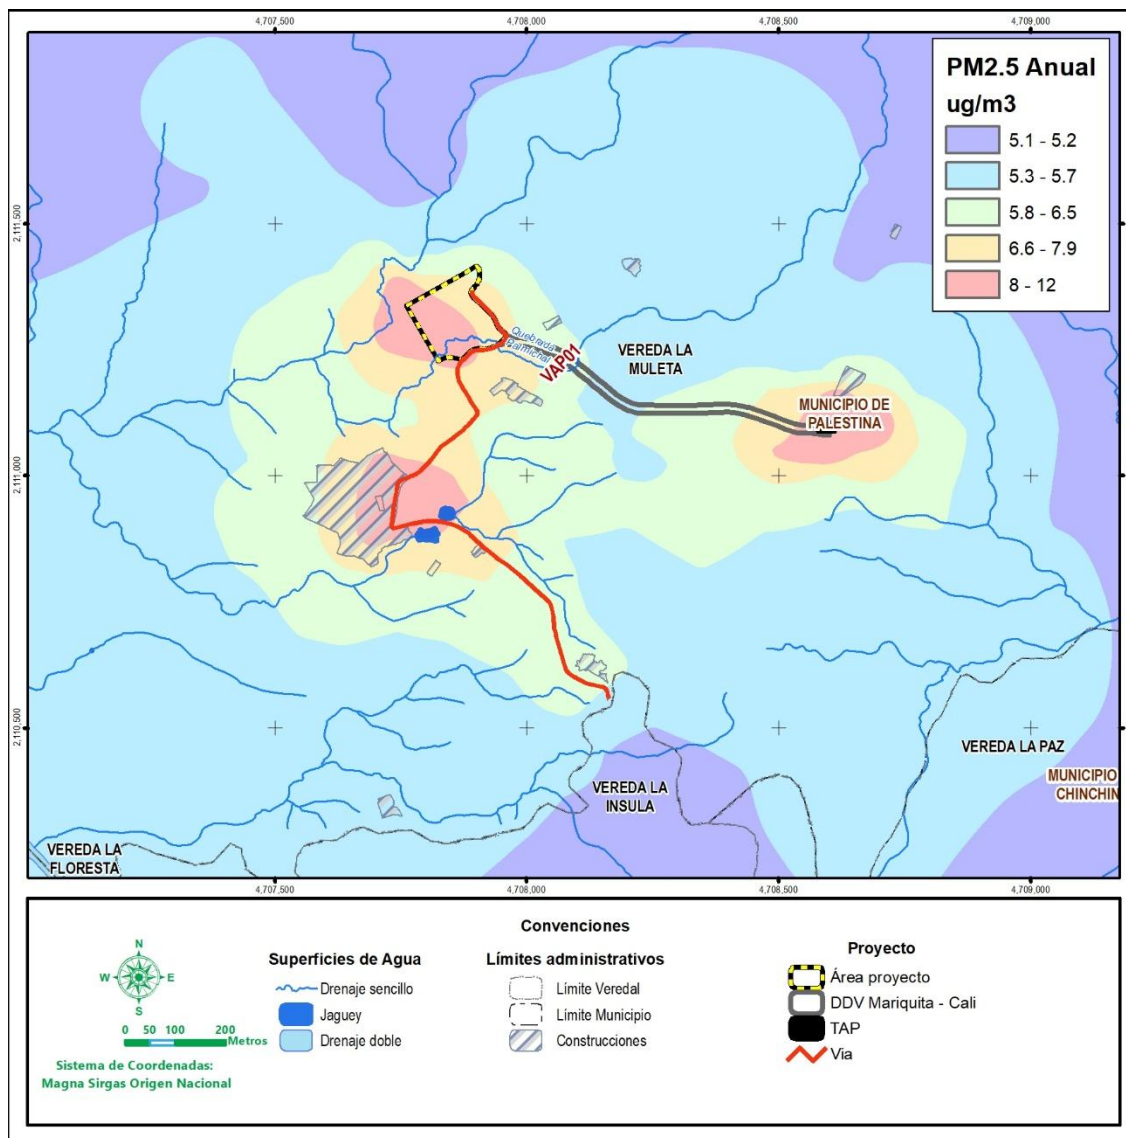 4,707,500
4,708,000
4,708,500
4,709,000
PM2.5 Anual
ug/m3
5.1 - 5.2
5.3 - 5.7
5.8 - 6.5
6.6 - 7.9
8 - 12
2,111,500
2,111,000
2,110,500
Quebrada
Palmichal
VAP01
VEREDA LA
MULETA
MUNICIPIO DE
PALESTINA
VEREDA LA PAZ
MUNICIPIO
CHINCHIN
VEREDA LA
INSULA
VEREDA LA
FLORESTA
4,707,500
4,708,000
4,708,500
4,709,000
Convenciones
N
W
E
S
0 50 100 200
Metros
Sistema de Coordenadas:
Magna Sirgas Origen Nacional
Superficies de Agua
Drenaje sencillo
Jaguey
Drenaje doble
Límites administrativos
Límite Veredal
Límite Municipio
Construcciones
Proyecto
Área proyecto
DDV Mariquita - Cali
TAP
Via